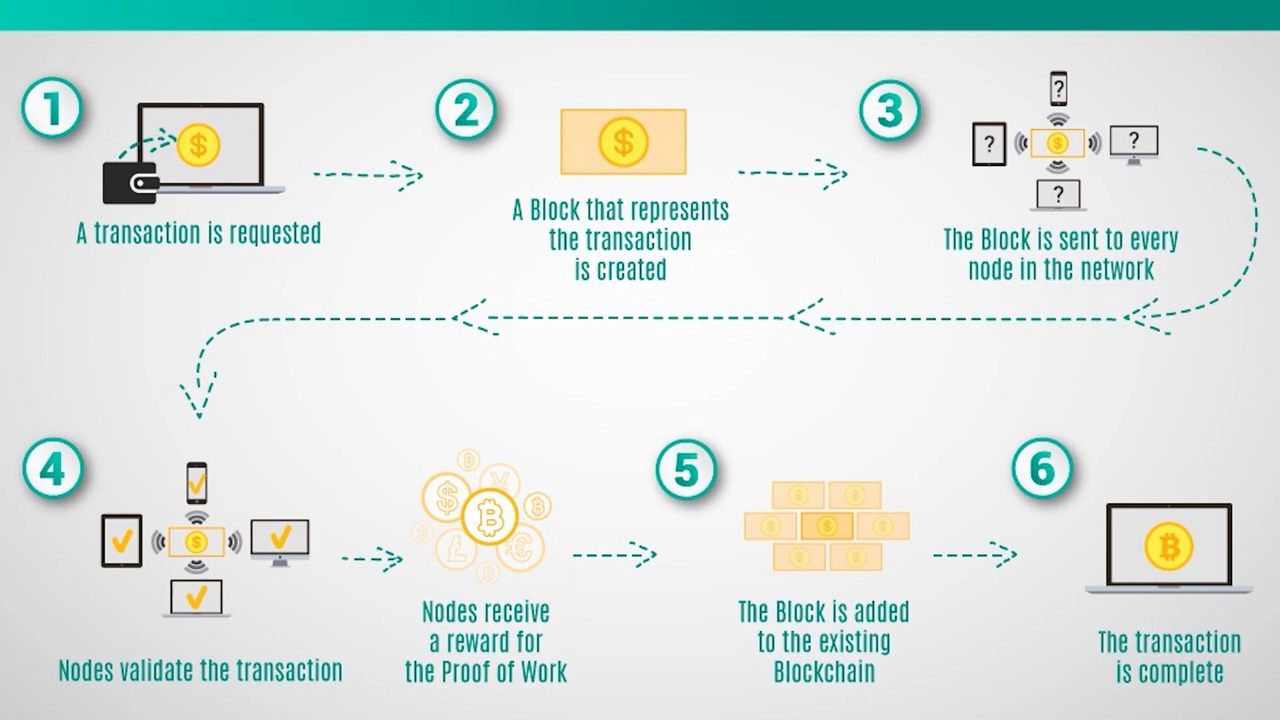 1
A transaction is requested
2
A Block that represents
the transaction
is created
3
The Block is sent to every
node in the network
4
Nodes validate the transaction
Nodes receive
a reward for
the Proof of Work
5
The Block is added
to the existing
Blockchain
6
The transaction
is complete